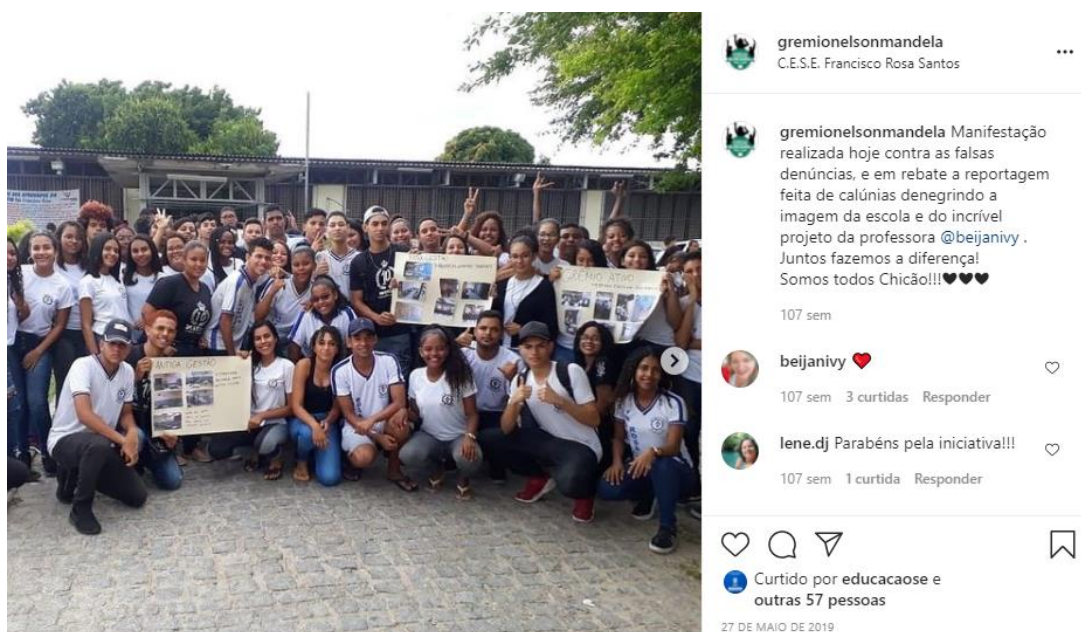 ANTIGA GESTÃO
GRÊMIO ATIVO
gremionelsonmandela
C.E.S.E. Francisco Rosa Santos
gremionelsonmandela Manifestação
realizada hoje contra as falsas
denúncias, e em rebate a reportagem
feita de calúnias denegrindo a
imagem da escola e do incrível
projeto da professora @beijanivy .
Juntos fazemos a diferença!
Somos todos Chicão!!!🖤🖤🖤
107 sem
beijanivy ❤️
107 sem 3 curtidas Responder
lene.dj Parabéns pela iniciativa!!!
107 sem 1 curtida Responder
Curtido por educacaose e
outras 57 pessoas
27 DE MAIO DE 2019